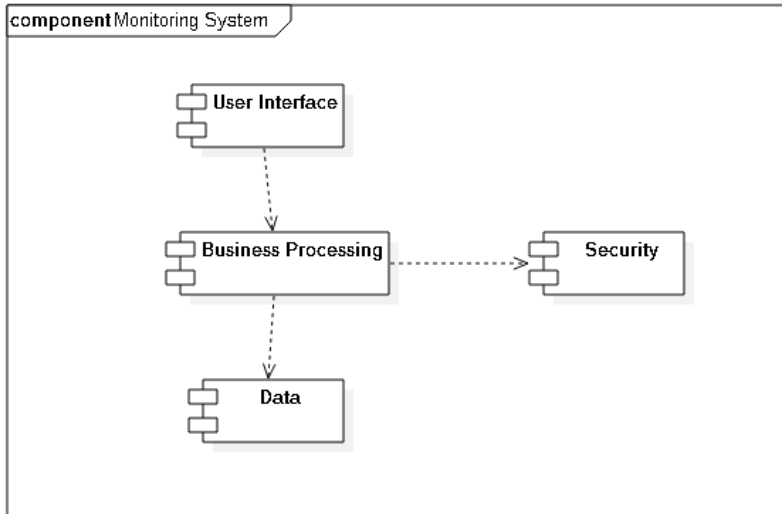 component Monitoring System
User Interface
Business Processing
Security
Data